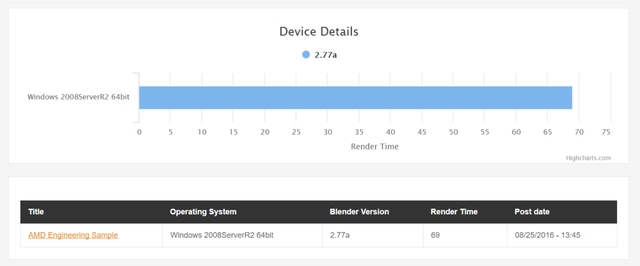 Device Details
2.77a
Windows 2008ServerR2 64bit
0 5 10 15 20 25 30 35 40 45 50 55 60 65 70 75
Render Time
Highcharts.com
Title Operating System Blender Version Render Time Post date
AMD Engineering Sample Windows 2008ServerR2 64bit 2.77a 69 08/25/2016 - 13:45